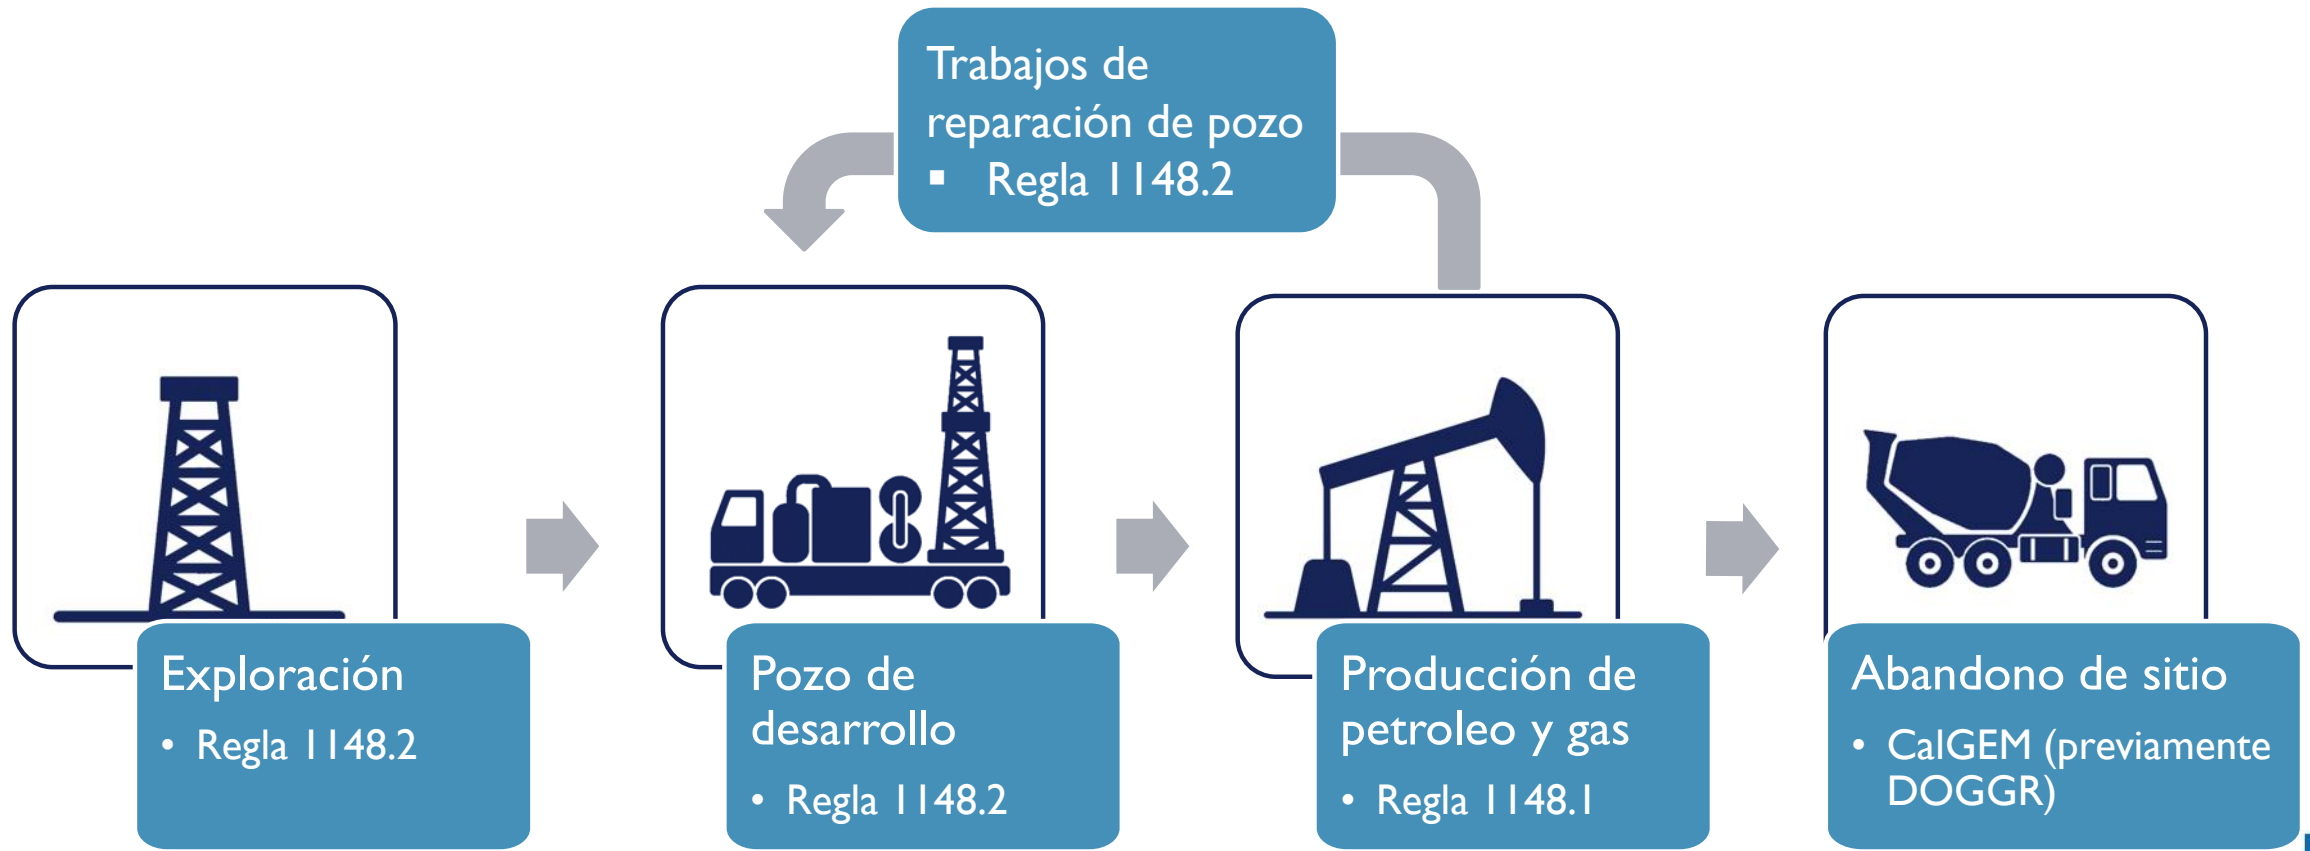 Trabajos de
reparación de pozo
▪ Regla 1148.2
Exploración
• Regla 1148.2
Pozo de
desarrollo
• Regla 1148.2
Producción de
petroleo y gas
• Regla 1148.1
Abandono de sitio
• CalGEM (previamente
DOGGR)